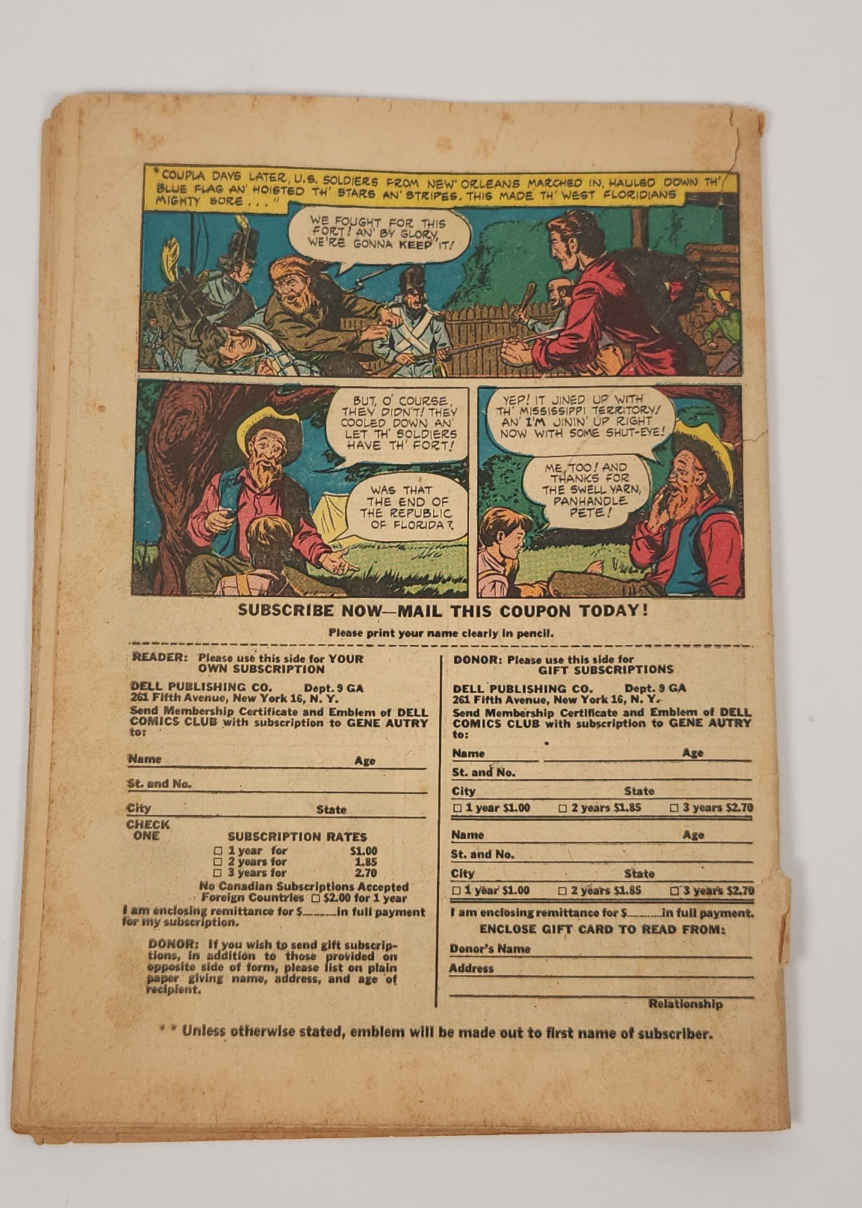 "COUPLA DAYS LATER, U.S. SOLDIERS FROM NEW ORLEANS MARCHED IN, HAULED DOWN TH'
BLUE FLAG AN' HOISTED TH' STARS AN' STRIPES. THIS MADE TH' WEST FLORIDIANS
MIGHTY SORE..."
WE FOUGHT FOR THIS
FORT! AN' BY GLORY,
WE'RE GONNA KEEP IT!
BUT, O' COURSE,
THEY DIDN'T! THEY
COOLED DOWN AN'
LET TH' SOLDIERS
HAVE TH' FORT!
WAS THAT
THE END OF
THE REPUBLIC
OF FLORIDA?
YEP! IT JINED UP WITH
TH' MISSISSIPPI TERRITORY!
AN' I'M JININ' UP RIGHT
NOW WITH SOME SHUT-EYE!
ME, TOO! AND
THANKS FOR
THE SWELL YARN,
PANHANDLE
PETE!
SUBSCRIBE NOW—MAIL THIS COUPON TODAY!
Please print your name clearly in pencil.
READER: Please use this side for YOUR
OWN SUBSCRIPTION
DELL PUBLISHING CO. Dept. 9 GA
261 Fifth Avenue, New York 16, N. Y.
Send Membership Certificate and Emblem of DELL
COMICS CLUB with subscription to GENE AUTRY
to:
Name Age
St. and No.
City State
CHECK
ONE
SUBSCRIPTION RATES
☐ 1 year for $1.00
☐ 2 years for 1.85
☐ 3 years for 2.70
No Canadian Subscriptions Accepted
Foreign Countries ☐ $2.00 for 1 year
I am enclosing remittance for $..........in full payment
for my subscription.
DONOR: If you wish to send gift subscrip-
tions, in addition to those provided on
opposite side of form, please list on plain
paper giving name, address, and age of
recipient.
DONOR: Please use this side for
GIFT SUBSCRIPTIONS
DELL PUBLISHING CO. Dept. 9 GA
261 Fifth Avenue, New York 16, N. Y.
Send Membership Certificate and Emblem of DELL
COMICS CLUB with subscription to GENE AUTRY
to:
Name Age
St. and No.
City State
☐ 1 year $1.00 ☐ 2 years $1.85 ☐ 3 years $2.70
Name Age
St. and No.
City State
☐ 1 year $1.00 ☐ 2 years $1.85 ☐ 3 years $2.70
I am enclosing remittance for $..........in full payment.
ENCLOSE GIFT CARD TO READ FROM:
Donor's Name
Address
Relationship
** Unless otherwise stated, emblem will be made out to first name of subscriber.